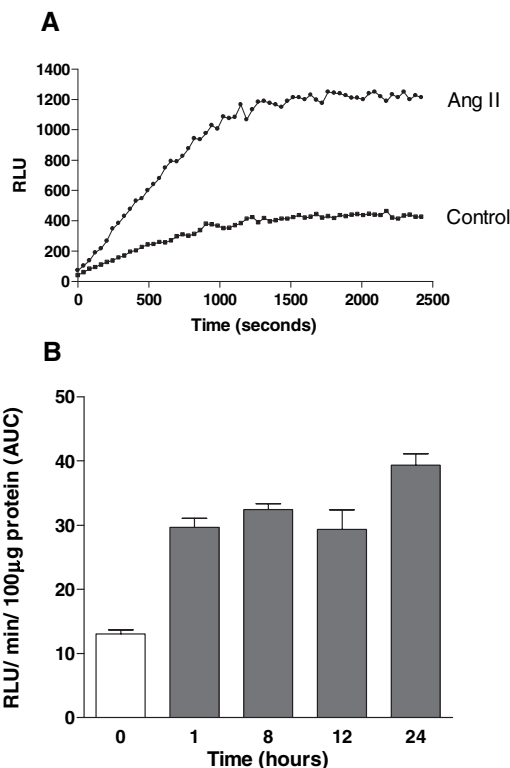 A
1400
1200
1000
800
600
400
200
0
RLU
Ang II
Control
0 500 1000 1500 2000 2500
Time (seconds)
B
50
40
30
20
10
0
RLU/ min/ 100µg protein (AUC)
0 1 8 12 24
Time (hours)